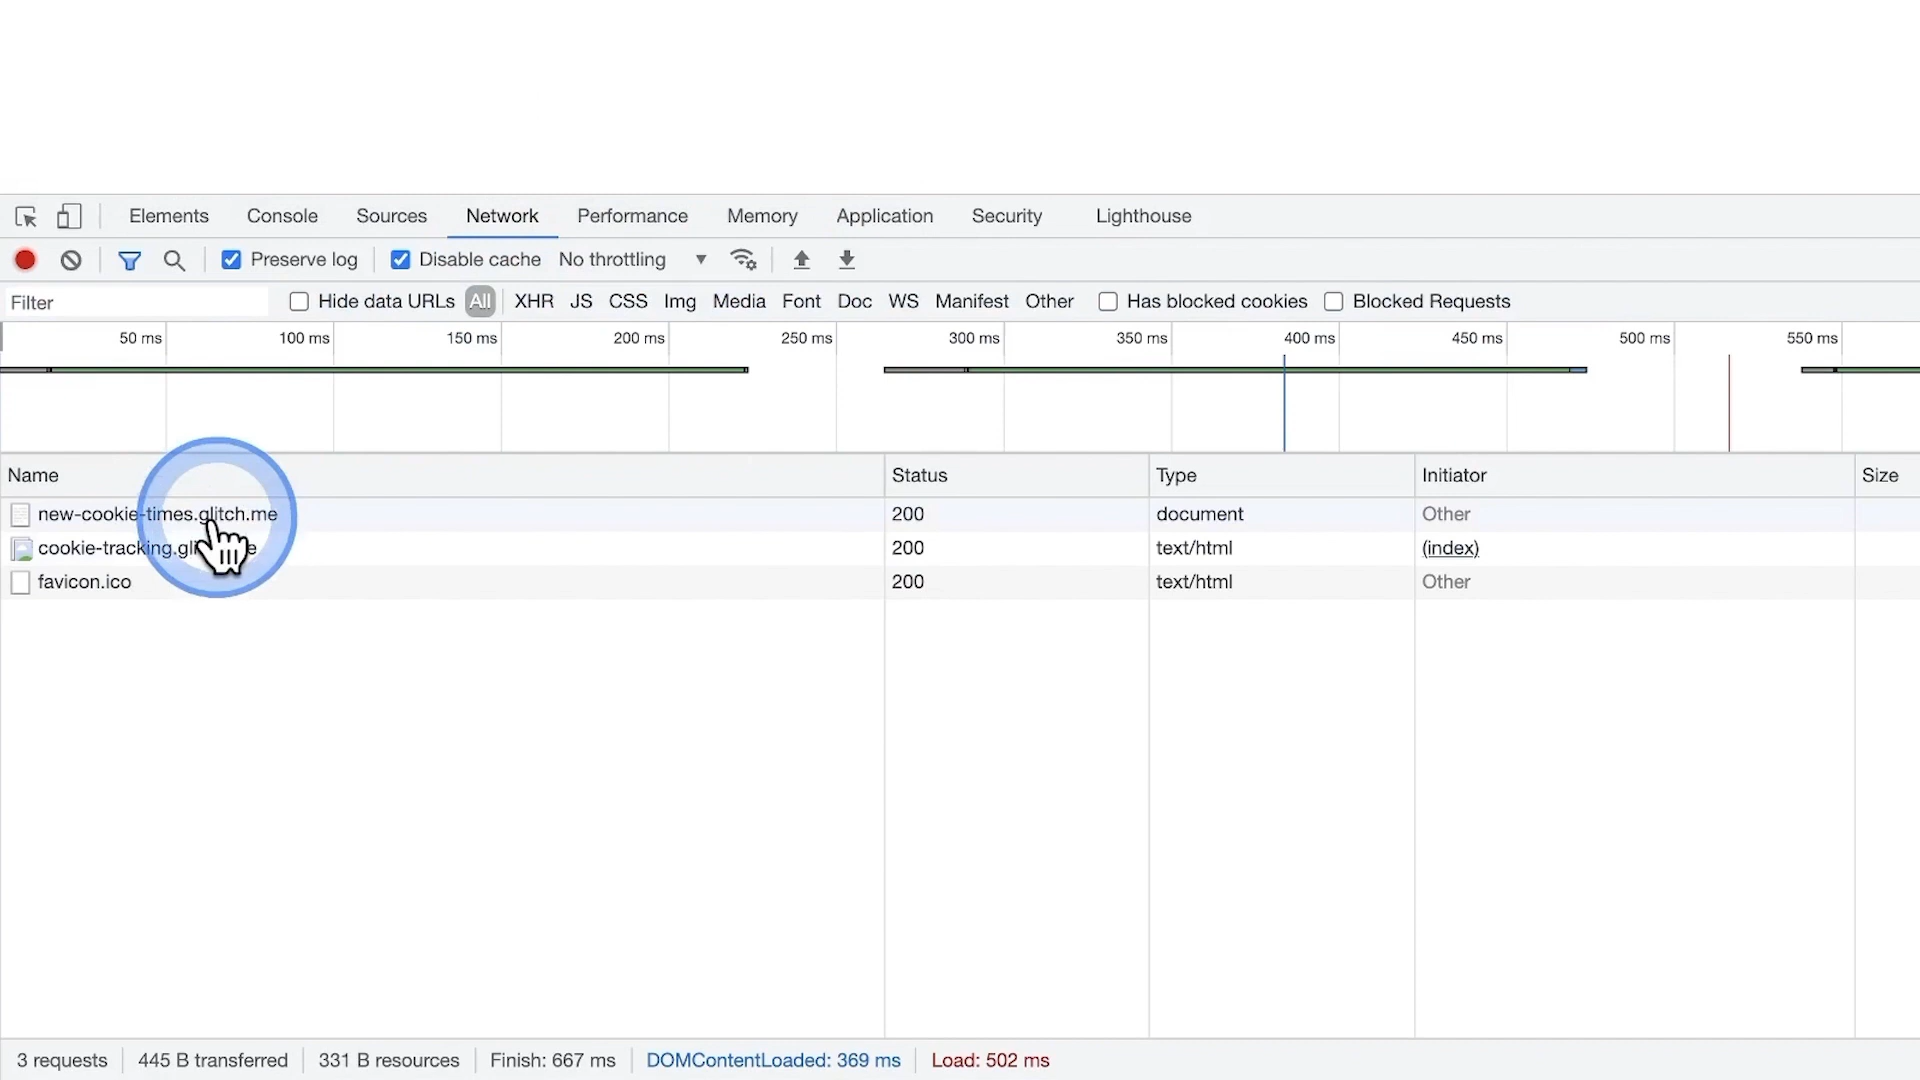 Elements Console Sources Network Performance Memory Application Security Lighthouse
Preserve log Disable cache No throttling
Filter Hide data URLs All XHR JS CSS Img Media Font Doc WS Manifest Other Has blocked cookies Blocked Requests
50 ms 100 ms 150 ms 200 ms 250 ms 300 ms 350 ms 400 ms 450 ms 500 ms 550 ms
Name Status Type Initiator Size
new-cookie-times.glitch.me 200 document Other
200 text/html (index)
favicon.ico 200 text/html Other
3 requests 445 B transferred 331 B resources Finish: 667 ms DOMContentLoaded: 369 ms Load: 502 ms